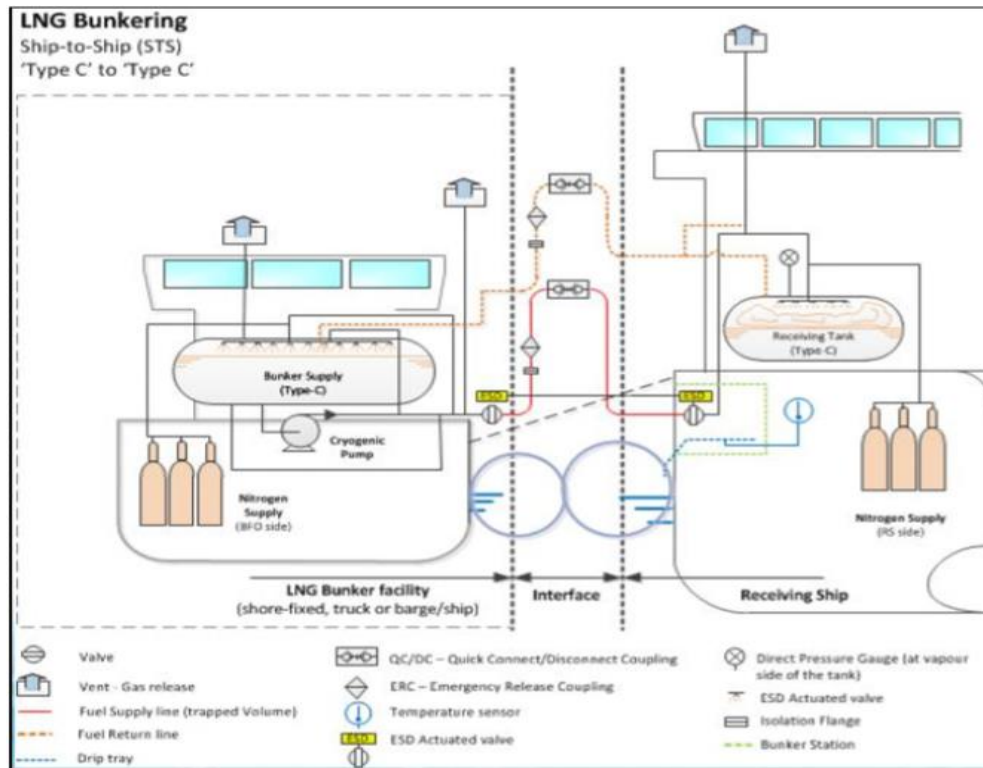 LNG Bunkering
Ship-to-Ship (STS)
'Type C' to 'Type C'
Receiving Tank
(Type-C)
Bunker Supply
(Type-C)
ESD
ESD
Cryogenic
Pump
Nitrogen
Supply
(BFO side)
Nitrogen Supply
(RS side)
LNG Bunker facility
(shore-fixed, truck or barge/ship)
Interface
Receiving Ship
Valve
Vent - Gas release
Fuel Supply line (trapped Volume)
Fuel Return line
Drip tray
QC/DC – Quick Connect/Disconnect Coupling
ERC – Emergency Release Coupling
Temperature sensor
ESD
ESD Actuated valve
Direct Pressure Gauge (at vapour
side of the tank)
ESD Actuated valve
Isolation Flange
Bunker Station